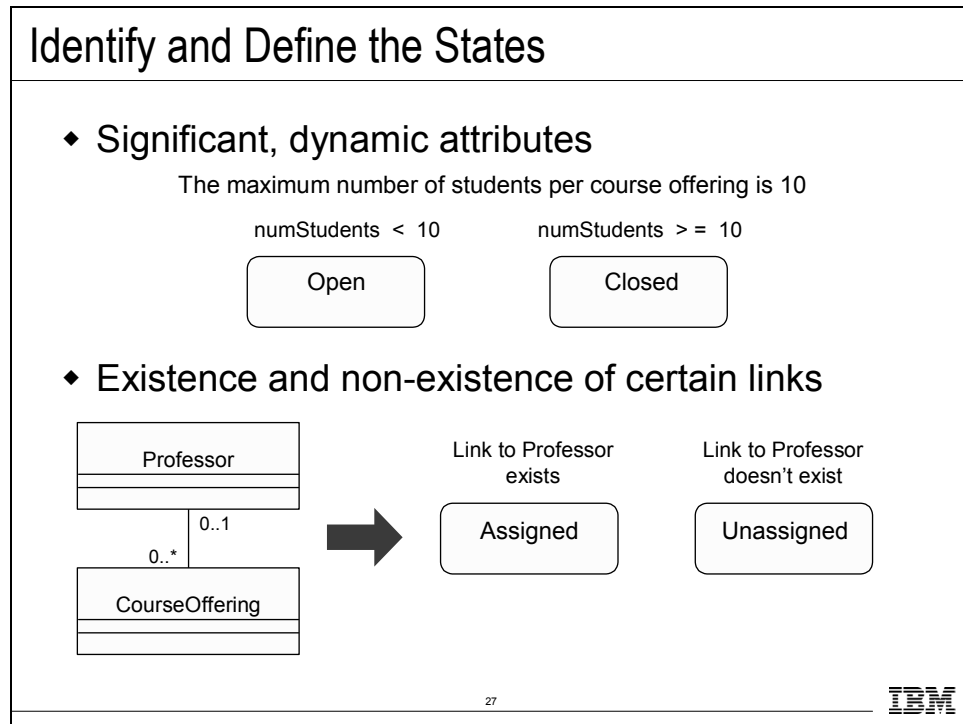 Identify and Define the States
◆ Significant, dynamic attributes
The maximum number of students per course offering is 10
numStudents < 10
numStudents > = 10
Open
Closed
◆ Existence and non-existence of certain links
Professor
0..1
0..*
CourseOffering
Link to Professor
exists
Assigned
Link to Professor
doesn't exist
Unassigned
27
IBM